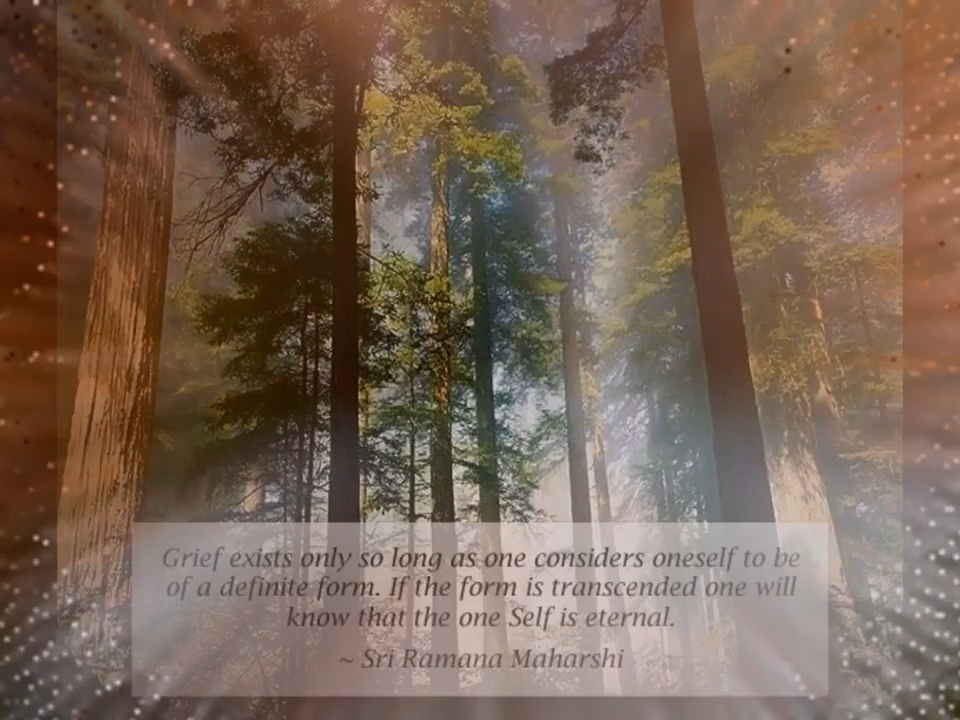 Grief exists only so long as one considers oneself to be
of a definite form. If the form is transcended one will
know that the one Self is eternal.
~ Sri Ramana Maharshi